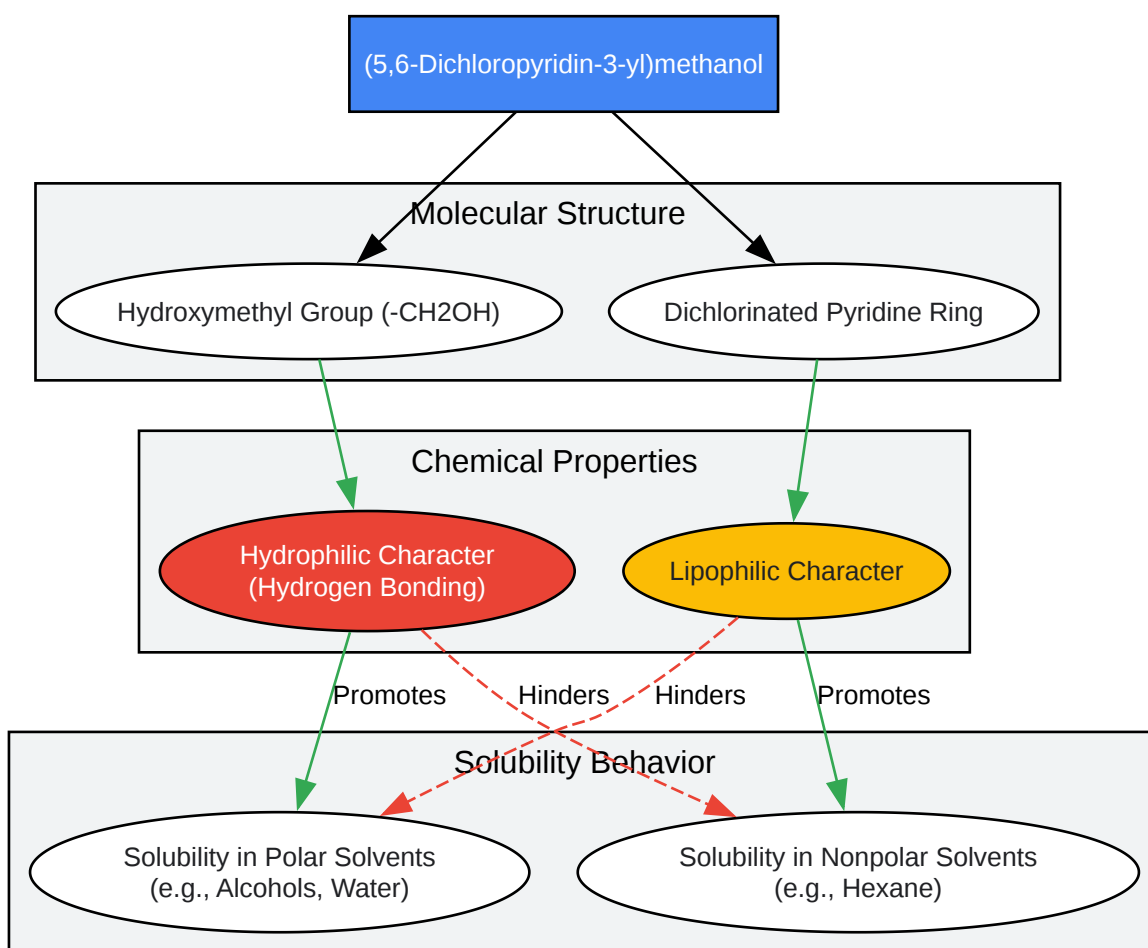 (5,6-Dichloropyridin-3-yl)methanol
Molecular Structure
Hydroxymethyl Group (-CH2OH)
Dichlorinated Pyridine Ring
Chemical Properties
Hydrophilic Character
(Hydrogen Bonding)
Lipophilic Character
Promotes
Hinders
Hinders
Promotes
Solubility Behavior
Solubility in Polar Solvents
(e.g., Alcohols, Water)
Solubility in Nonpolar Solvents
(e.g., Hexane)